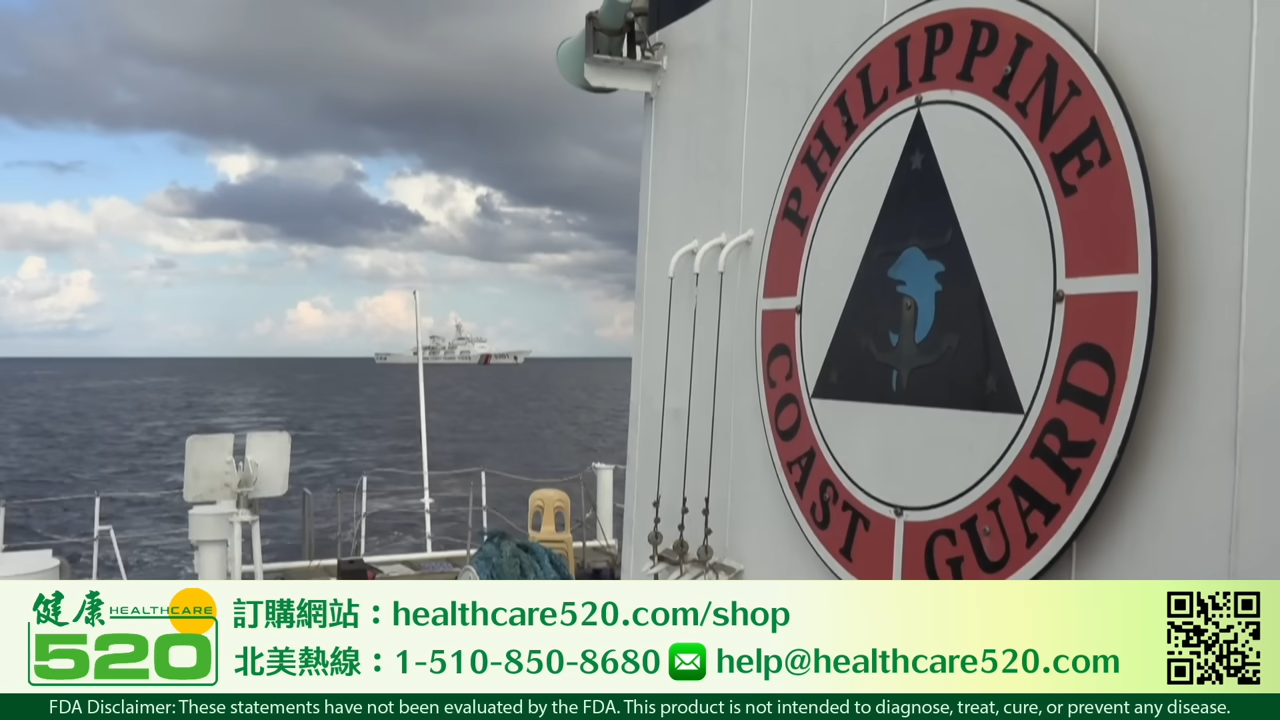 PHILIPPINE
COAST GUARD
健康 HEALTHCARE
520
訂購網站：healthcare520.com/shop
北美熱線：1-510-850-8680 help@healthcare520.com
FDA Disclaimer: These statements have not been evaluated by the FDA. This product is not intended to diagnose, treat, cure, or prevent any disease.